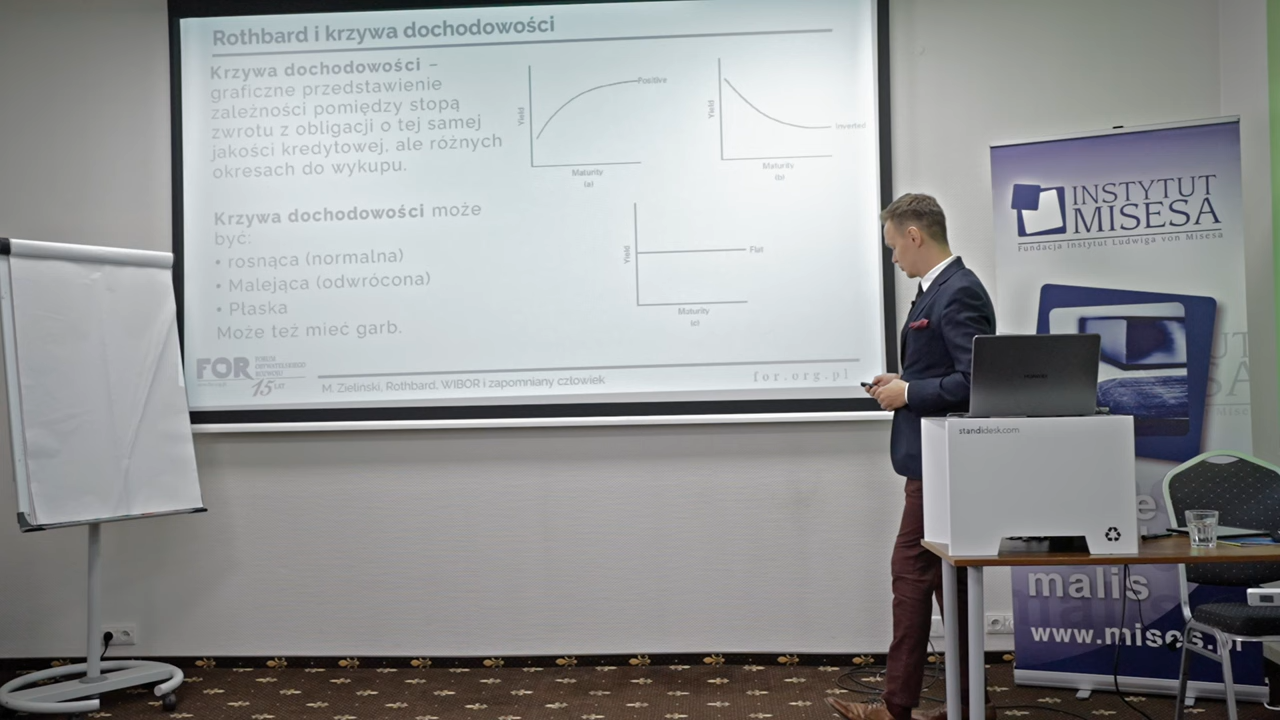 Rothbard i krzywa dochodowości
Krzywa dochodowości –
graficzne przedstawienie
zależności pomiędzy stopą
zwrotu z obligacji o tej samej
jakości kredytowej, ale różnych
okresach do wykupu.
Yield
Positive
Maturity
(a)
Yield
Inverted
Maturity
(b)
Krzywa dochodowości może
być:
• rosnąca (normalna)
• Malejąca (odwrócona)
• Płaska
Może też mieć garb.
Yield
Flat
Maturity
(c)
FOR
FORUM
OBYWATELSKIEGO
ROZWOJU
15 LAT
M. Zieliński, Rothbard, WIBOR i zapomniany człowiek
for.org.pl
INSTYTUT
MISESA
Fundacja Instytut Ludwiga von Misesa
standidesk.com
malis
www.mises.pl